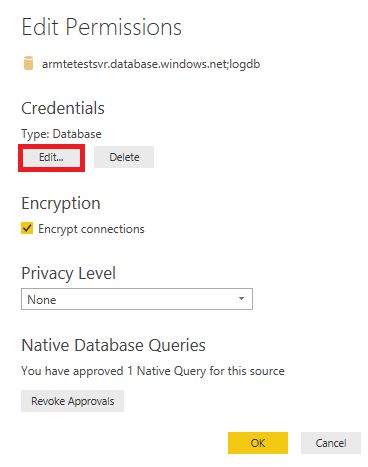 Edit Permissions
armtetestsvr.database.windows.net;logdb
Credentials
Type: Database
Edit... Delete
Encryption
Encrypt connections
Privacy Level
None
Native Database Queries
You have approved 1 Native Query for this source
Revoke Approvals
OK Cancel